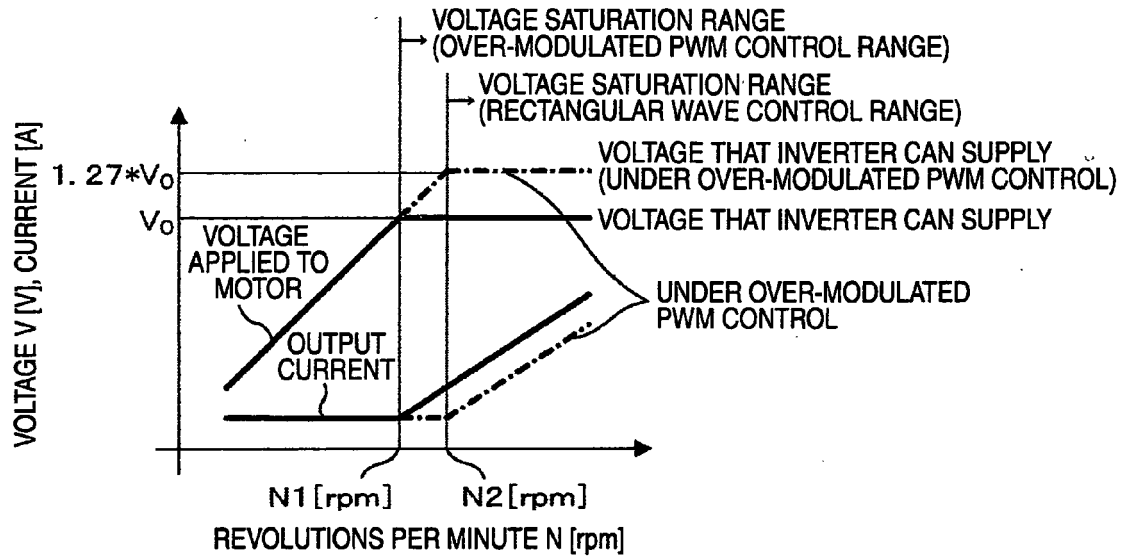 VOLTAGE SATURATION RANGE
(OVER-MODULATED PWM CONTROL RANGE)
VOLTAGE SATURATION RANGE
(RECTANGULAR WAVE CONTROL RANGE)
VOLTAGE V [V], CURRENT [A]
1. 27*V0
V0
VOLTAGE THAT INVERTER CAN SUPPLY
(UNDER OVER-MODULATED PWM CONTROL)
VOLTAGE THAT INVERTER CAN SUPPLY
VOLTAGE
APPLIED TO
MOTOR
UNDER OVER-MODULATED
PWM CONTROL
OUTPUT
CURRENT
N1 [rpm]
N2 [rpm]
REVOLUTIONS PER MINUTE N [rpm]